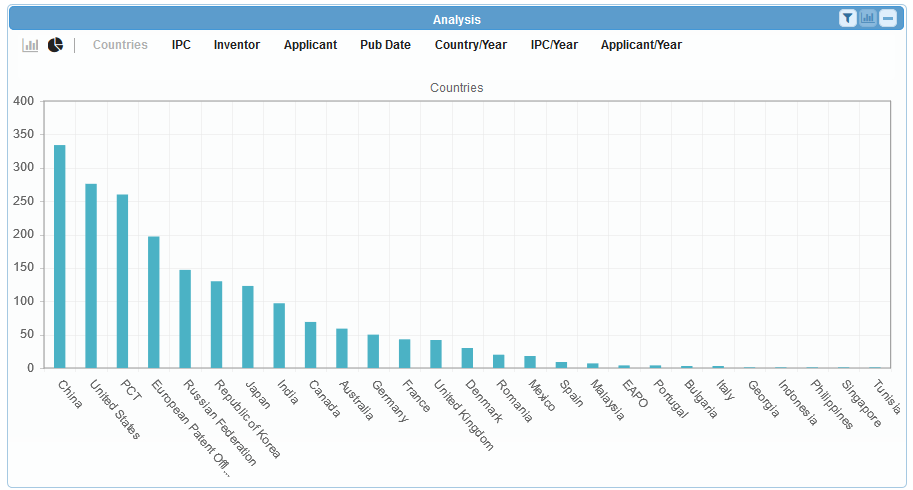 Analysis
Countries IPC Inventor Applicant Pub Date Country/Year IPC/Year Applicant/Year
Countries
400
350
300
250
200
150
100
50
0
China
United States
PCT
European Patent Offi...
Russian Federation
Republic of Korea
Japan
India
Canada
Australia
Germany
France
United Kingdom
Denmark
Romania
Mexico
Spain
Malaysia
EAPO
Portugal
Bulgaria
Italy
Georgia
Indonesia
Philippines
Singapore
Tunisia